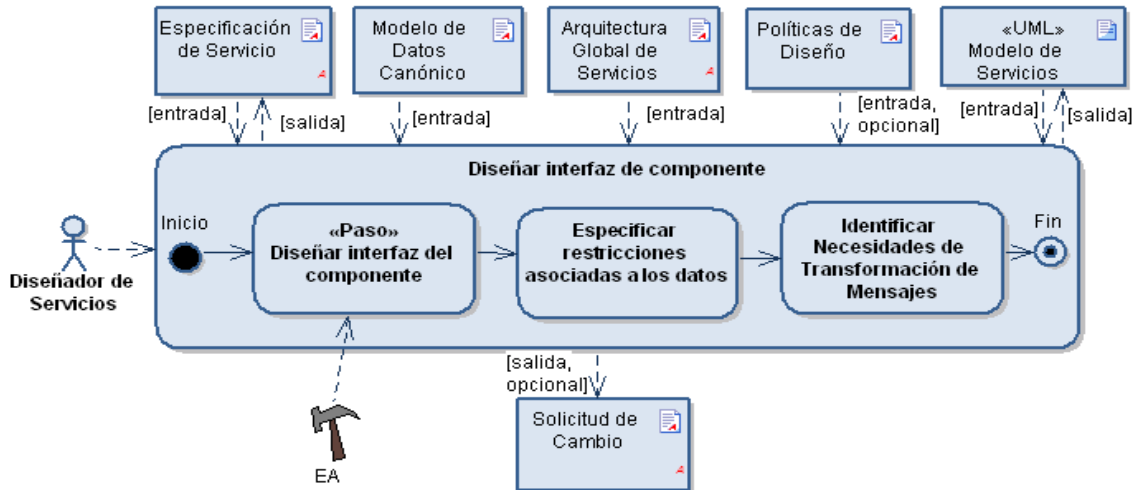 Especificación
de Servicio
Modelo de
Datos
Canónico
Arquitectura
Global de
Servicios
Políticas de
Diseño
«UML»
Modelo de
Servicios
[entrada]
[salida]
[entrada]
[entrada]
[entrada,
opcional]
[entrada]
[salida]
Diseñar interfaz de componente
Inicio
«Paso»
Diseñar interfaz del
componente
Especificar
restricciones
asociadas a los datos
Identificar
Necesidades de
Transformación de
Mensajes
Fin
Diseñador de
Servicios
[salida,
opcional]
EA
Solicitud de
Cambio